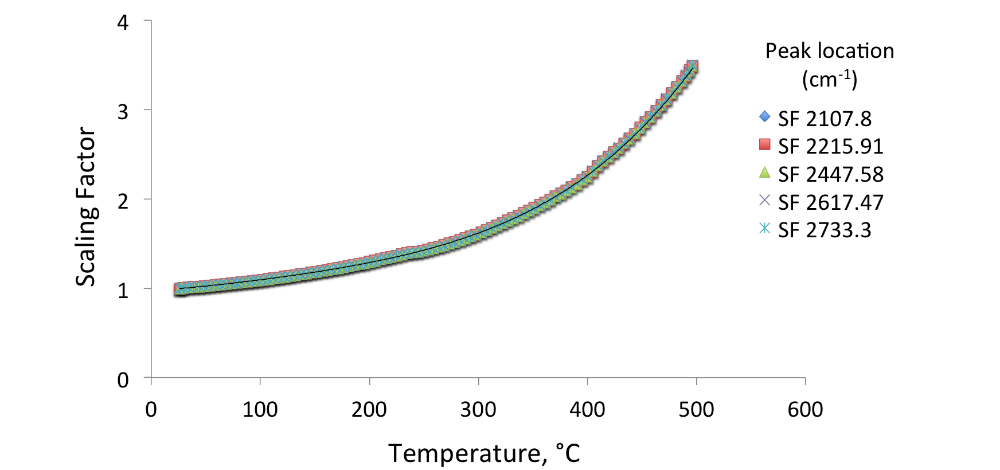 4
3
2
1
0
Scaling Factor
0 100 200 300 400 500 600
Temperature, °C
Peak location
(cm⁻¹)
SF 2107.8
SF 2215.91
SF 2447.58
SF 2617.47
SF 2733.3